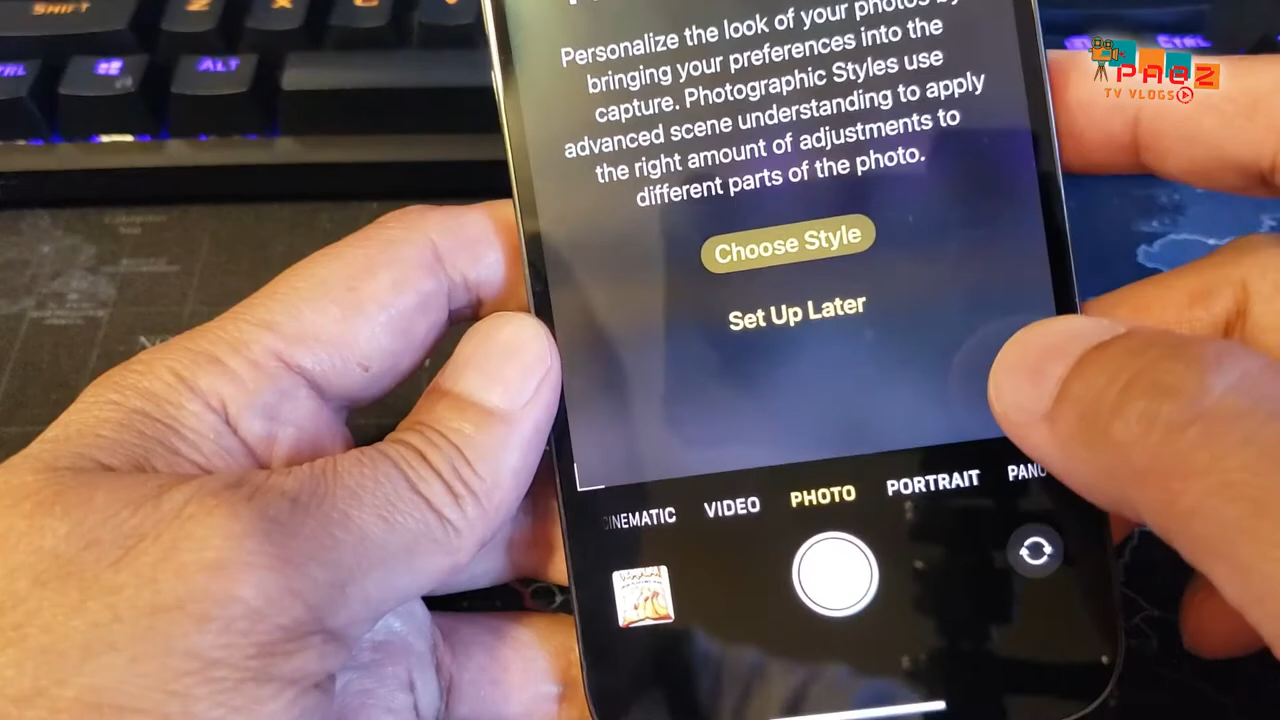 SHIFT
Z
X
C
ALT
CTRL
PABZ
TV VLOGS
Personalize the look of your photos by
bringing your preferences into the
capture. Photographic Styles use
advanced scene understanding to apply
the right amount of adjustments to
different parts of the photo.
Choose Style
Set Up Later
CINEMATIC VIDEO PHOTO PORTRAIT PANO